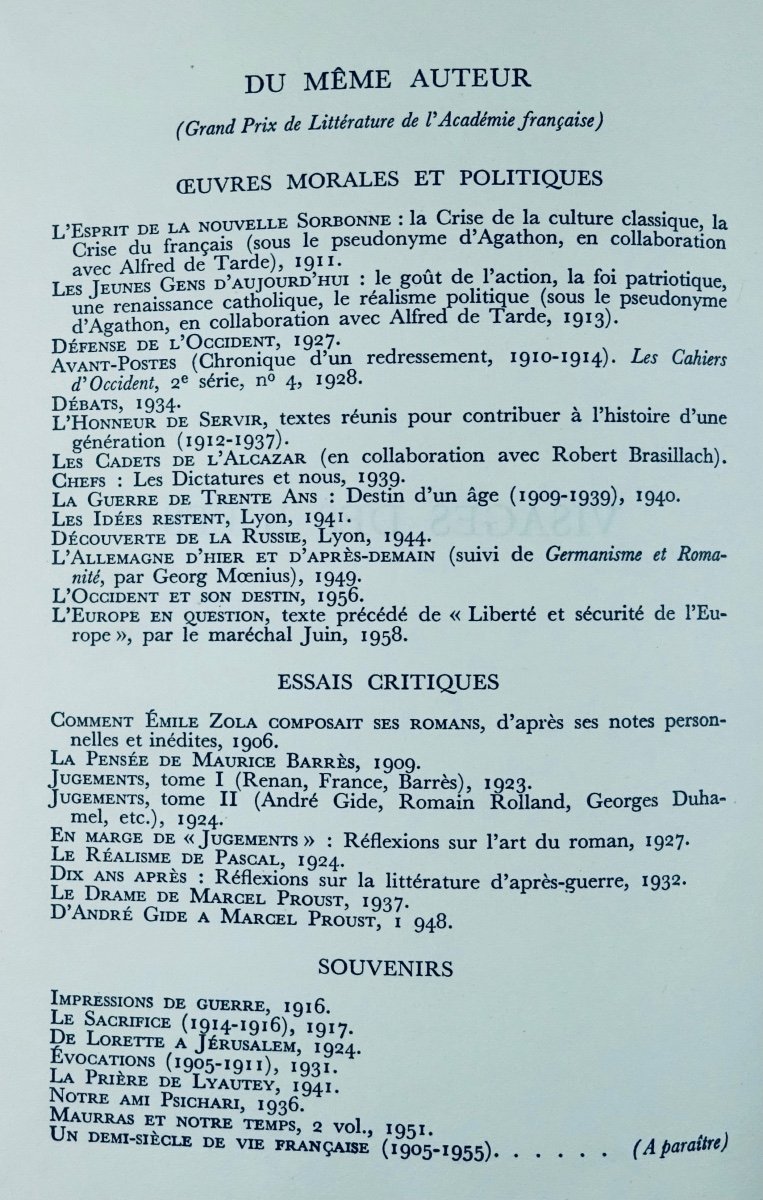 DU MÊME AUTEUR
(Grand Prix de Littérature de l'Académie française)
ŒUVRES MORALES ET POLITIQUES
L'ESPRIT DE LA NOUVELLE SORBONNE : la Crise de la culture classique, la
Crise du français (sous le pseudonyme d'Agathon, en collaboration
avec Alfred de Tarde), 1911.
LES JEUNES GENS D'AUJOURD'HUI : le goût de l'action, la foi patriotique,
une renaissance catholique, le réalisme politique (sous le pseudonyme
d'Agathon, en collaboration avec Alfred de Tarde, 1913).
DÉFENSE DE L'OCCIDENT, 1927.
AVANT-POSTES (Chronique d'un redressement, 1910-1914). Les Cahiers
d'Occident, 2e série, no 4, 1928.
DÉBATS, 1934.
L'HONNEUR DE SERVIR, textes réunis pour contribuer à l'histoire d'une
génération (1912-1937).
LES CADETS DE L'ALCAZAR (en collaboration avec Robert Brasillach).
CHEFS : Les Dictatures et nous, 1939.
LA GUERRE DE TRENTE ANS : Destin d'un âge (1909-1939), 1940.
LES IDÉES RESTENT, Lyon, 1941.
DÉCOUVERTE DE LA RUSSIE, Lyon, 1944.
L'ALLEMAGNE D'HIER ET D'APRÈS-DEMAIN (suivi de Germanisme et Roma-
nité, par Georg Mœnius), 1949.
L'OCCIDENT ET SON DESTIN, 1956.
L'EUROPE EN QUESTION, texte précédé de « Liberté et sécurité de l'Eu-
rope », par le maréchal Juin, 1958.
ESSAIS CRITIQUES
COMMENT ÉMILE ZOLA COMPOSAIT SES ROMANS, d'après ses notes person-
nelles et inédites, 1906.
LA PENSÉE DE MAURICE BARRÈS, 1909.
JUGEMENTS, tome I (Renan, France, Barrès), 1923.
JUGEMENTS, tome II (André Gide, Romain Rolland, Georges Duha-
mel, etc.), 1924.
EN MARGE DE « JUGEMENTS » : Réflexions sur l'art du roman, 1927.
LE RÉALISME DE PASCAL, 1924.
DIX ANS APRÈS : Réflexions sur la littérature d'après-guerre, 1932.
LE DRAME DE MARCEL PROUST, 1937.
D'ANDRÉ GIDE A MARCEL PROUST, 1 948.
SOUVENIRS
IMPRESSIONS DE GUERRE, 1916.
LE SACRIFICE (1914-1916), 1917.
DE LORETTE A JÉRUSALEM, 1924.
ÉVOCATIONS (1905-1911), 1931.
LA PRIÈRE DE LYAUTEY, 1941.
NOTRE AMI PSICHARI, 1936.
MAURRAS ET NOTRE TEMPS, 2 vol., 1951.
UN DEMI-SIÈCLE DE VIE FRANÇAISE (1905-1955). . . . . . . (A paraître)